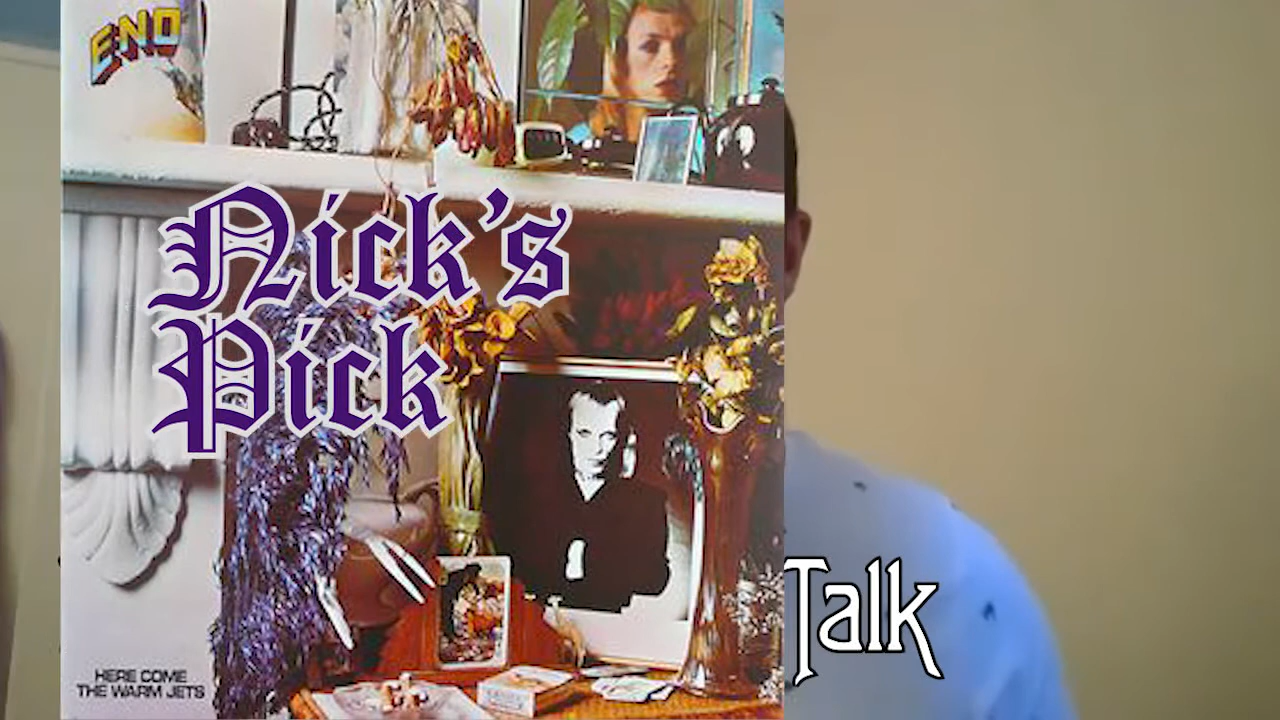 ENO
Nick's
Pick
Talk
HERE COME
THE WARM JETS